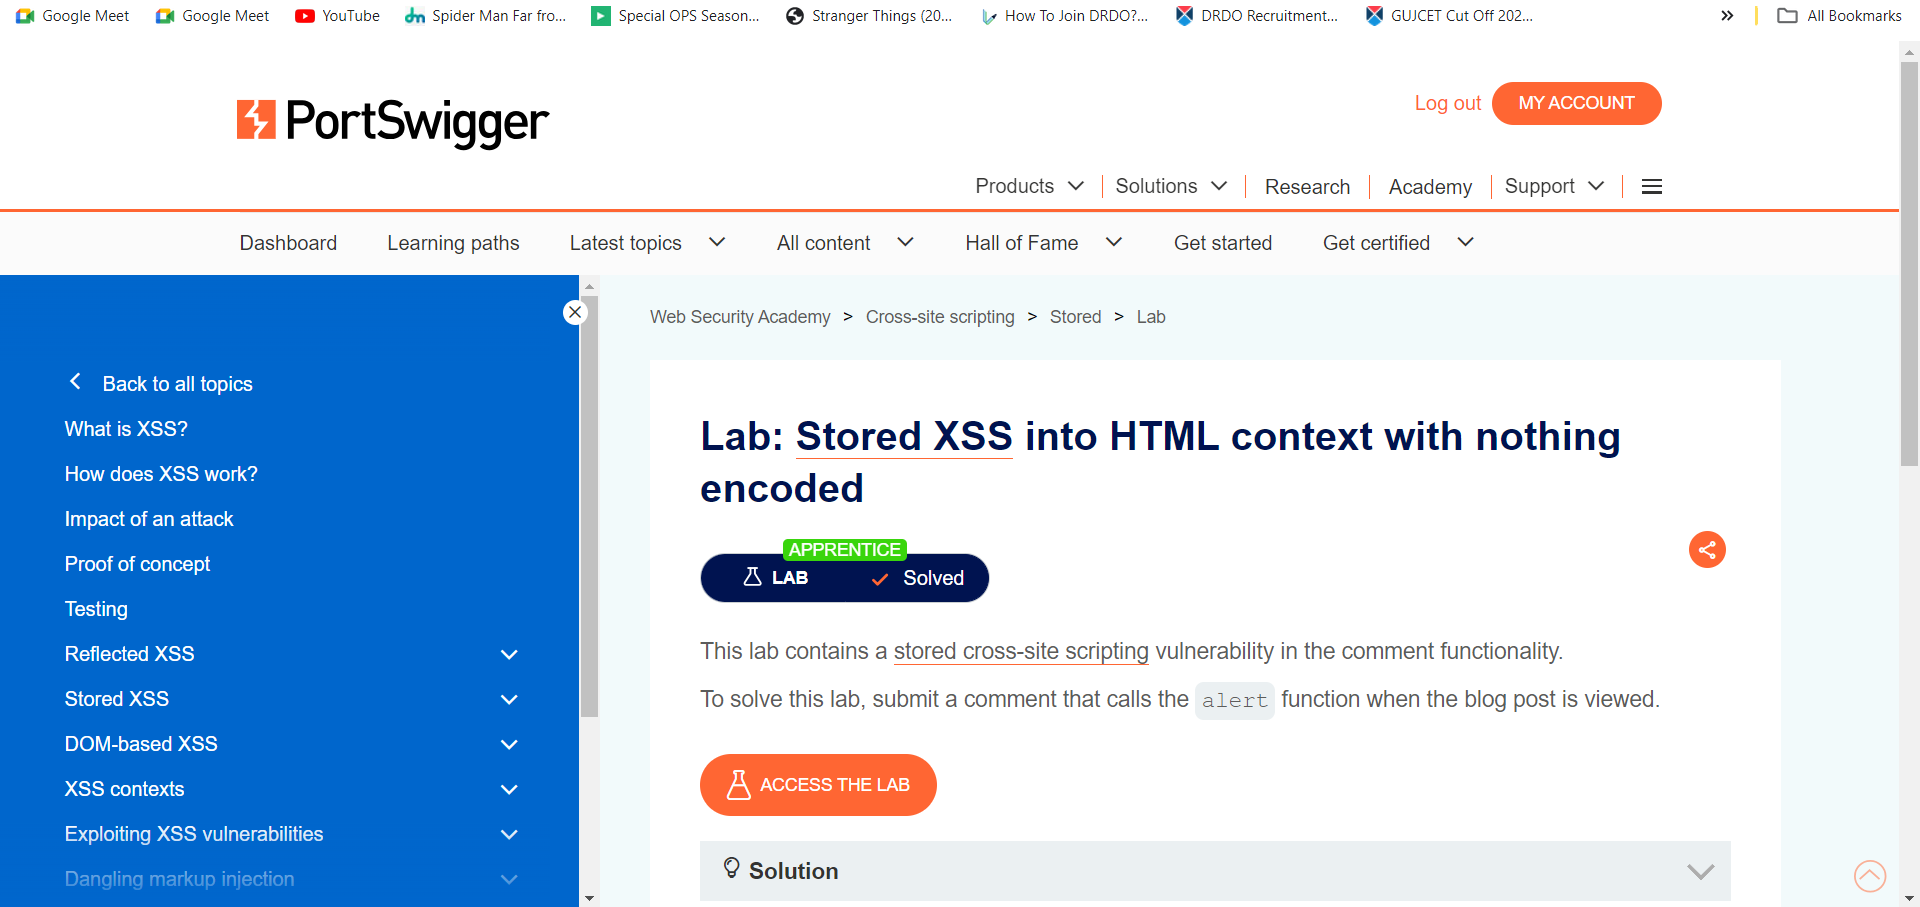 Google Meet Google Meet YouTube Spider Man Far fro... Special OPS Season... Stranger Things (20... How To Join DRDO?... DRDO Recruitment... GUJCET Cut Off 202... » All Bookmarks
PortSwigger
Log out MY ACCOUNT
Products Solutions Research Academy Support
Dashboard Learning paths Latest topics All content Hall of Fame Get started Get certified
Back to all topics
What is XSS?
How does XSS work?
Impact of an attack
Proof of concept
Testing
Reflected XSS
Stored XSS
DOM-based XSS
XSS contexts
Exploiting XSS vulnerabilities
Dangling markup injection
Web Security Academy > Cross-site scripting > Stored > Lab
Lab: Stored XSS into HTML context with nothing
encoded
APPRENTICE
LAB Solved
This lab contains a stored cross-site scripting vulnerability in the comment functionality.
To solve this lab, submit a comment that calls the alert function when the blog post is viewed.
ACCESS THE LAB
Solution